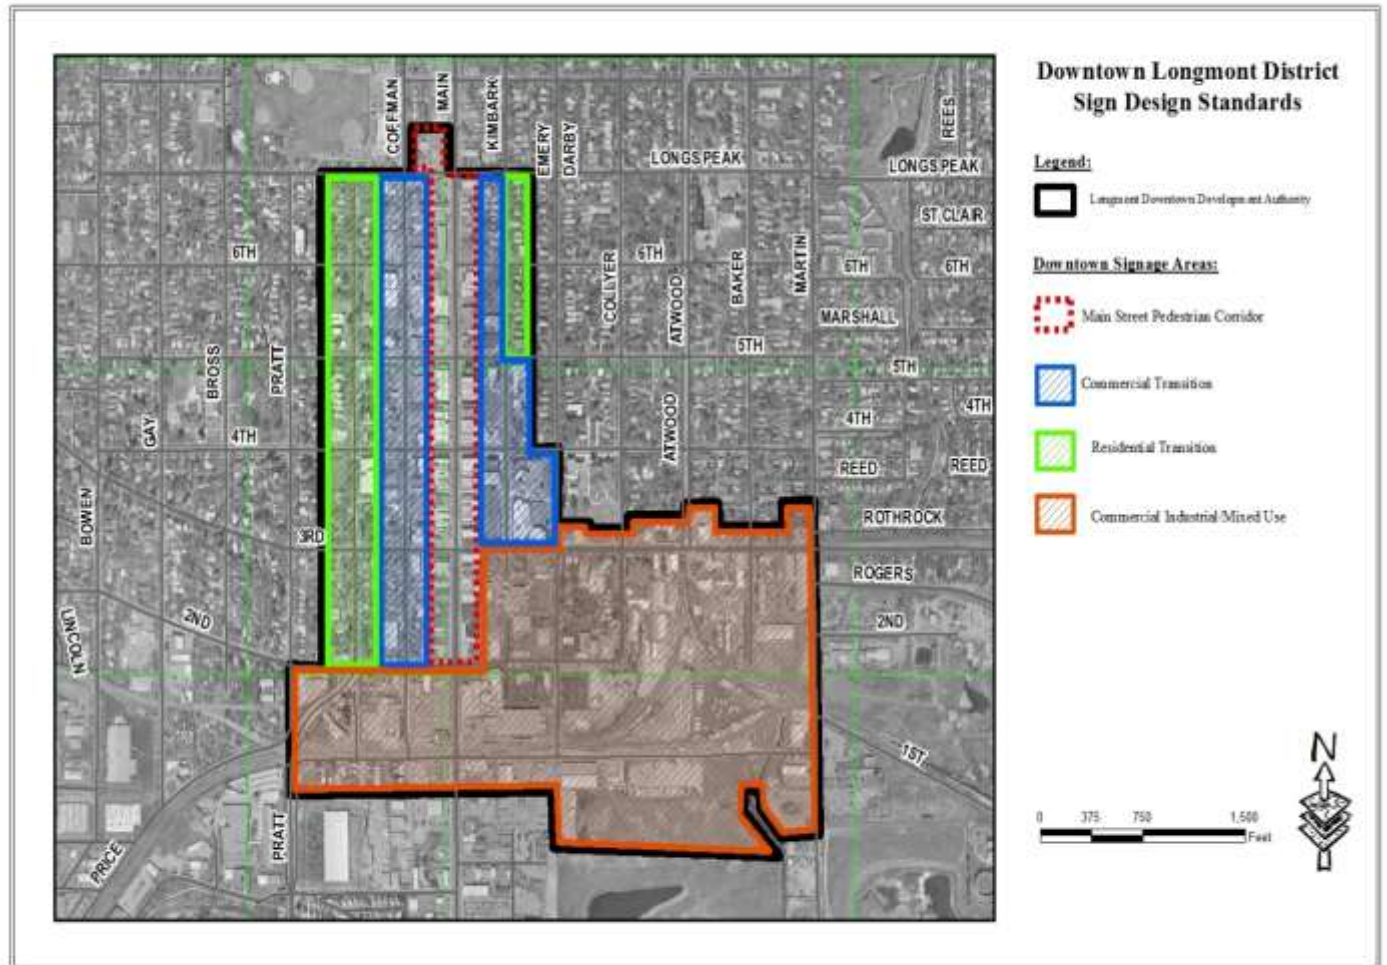 Downtown Longmont District
Sign Design Standards
Legend:
Longmont Downtown Development Authority
Downtown Signage Areas:
Main Street Pedestrian Corridor
Commercial Transition
Residential Transition
Commercial Industrial/Mixed Use
N
0 375 750 1,500
Feet
COFFMAN
MAIN
KIMBARK
EMERY
DARBY
REES
LONGS PEAK
LONGS PEAK
ST CLAIR
6TH
6TH
6TH
6TH
COLLYER
ATWOOD
BAKER
MARTIN
MARSHALL
5TH
5TH
BROSS
PRATT
GAY
4TH
ATWOOD
4TH
4TH
REED
REED
BOWEN
3RD
ROTHROCK
ROGERS
LINCOLN
2ND
2ND
1ST
PRATT
PRICE